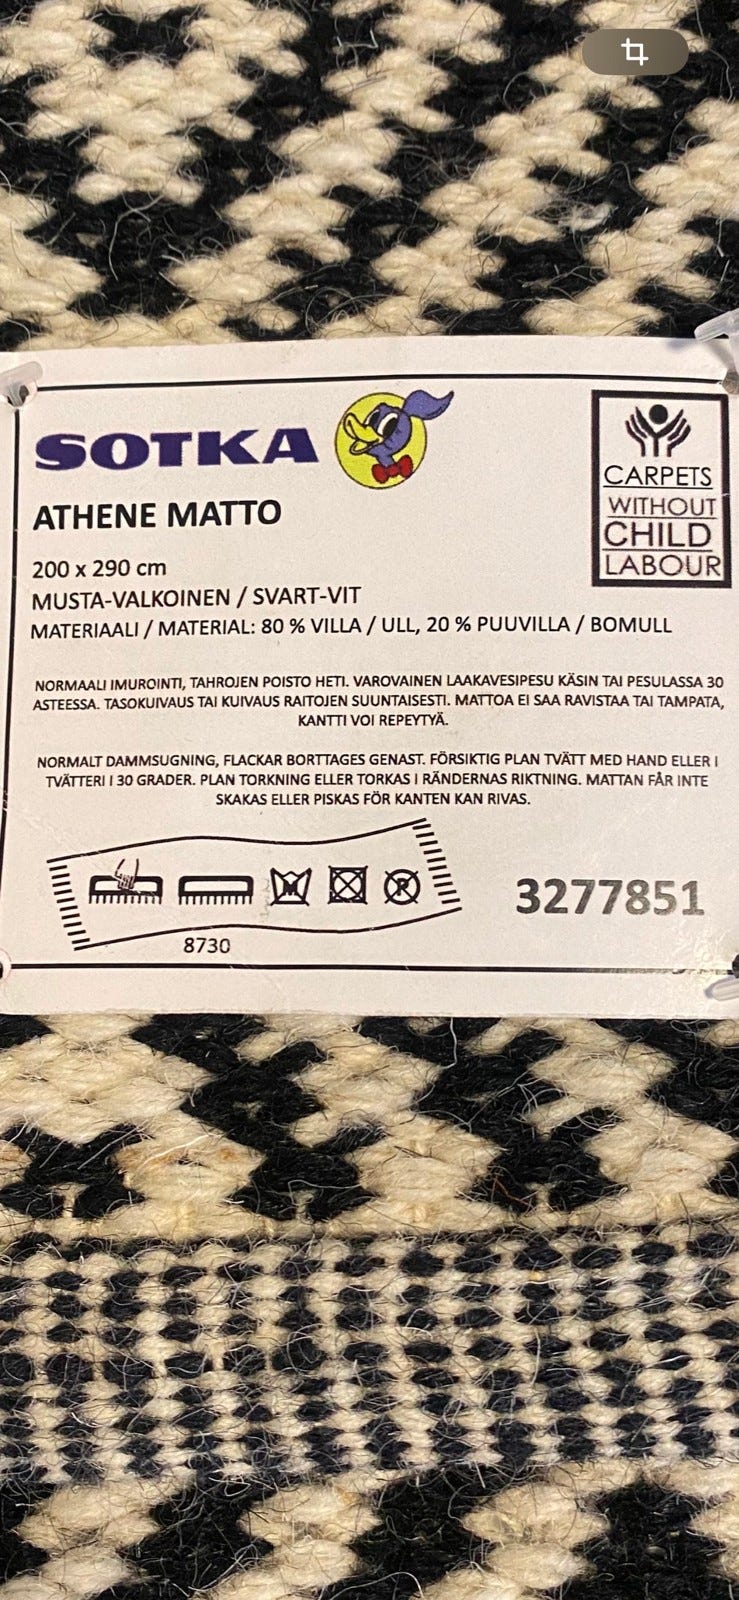 SOTKA
ATHENE MATTO
200 x 290 cm
MUSTA-VALKOINEN / SVART-VIT
MATERIAALI / MATERIAL: 80 % VILLA / ULL, 20 % PUUVILLA / BOMULL
CARPETS
WITHOUT
CHILD
LABOUR
NORMAALI IMUROINTI, TAHROJEN POISTO HETI. VAROVAINEN LAAKAVESIPESU KÄSIN TAI PESULASSA 30
ASTEESSA. TASOKUIVAUS TAI KUIVAUS RAITOJEN SUUNTAISESTI. MATTOA EI SAA RAVISTAA TAI TAMPATA,
KANTTI VOI REPEYTYÄ.
NORMALT DAMMSUGNING, FLACKAR BORTTAGES GENAST. FÖRSIKTIG PLAN TVÄTT MED HAND ELLER I
TVÄTTERI I 30 GRADER. PLAN TORKNING ELLER TORKAS I RÄNDERNAS RIKTNING. MATTAN FÅR INTE
SKAKAS ELLER PISKAS FÖR KANTEN KAN RIVAS.
M P
3277851
8730